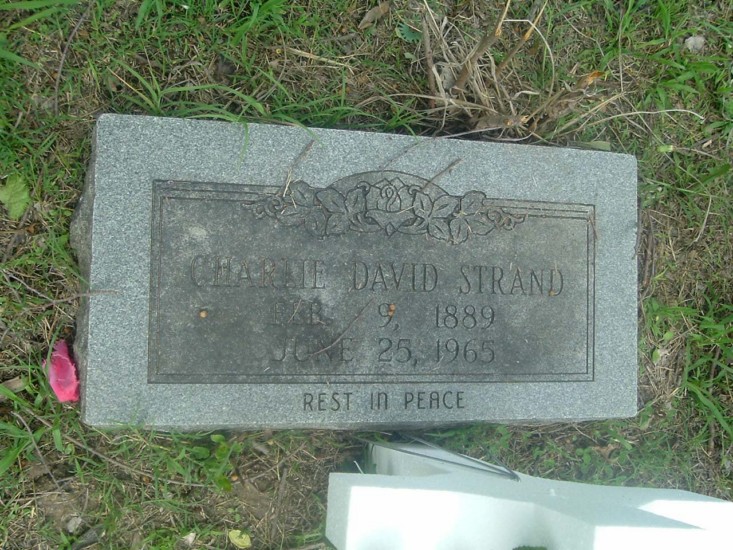 CHARLIE DAVID STRAND
FEB. 9, 1889
JUNE 25, 1965
REST IN PEACE